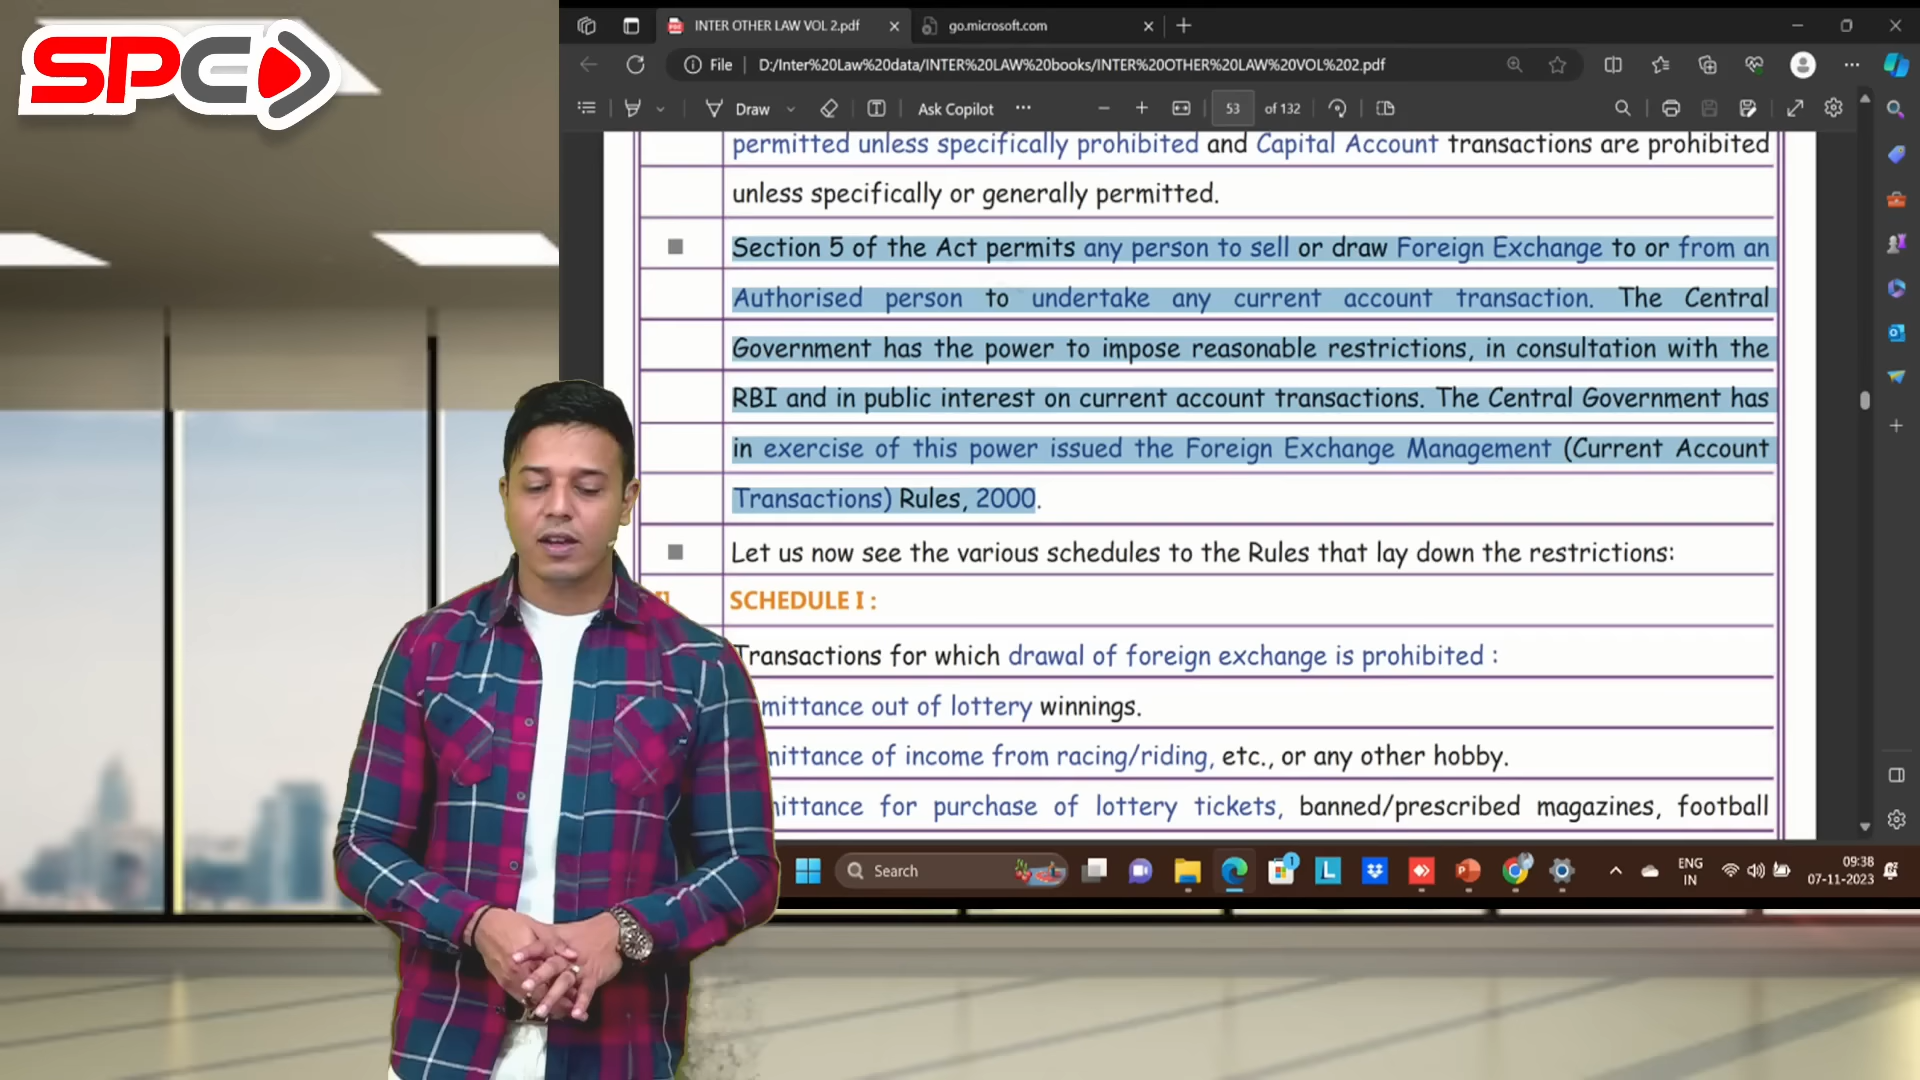 SPC
INTER OTHER LAW VOL 2.pdf
go.microsoft.com
File
D:/Inter%20Law%20data/INTER%20LAW%20books/INTER%20OTHER%20LAW%20VOL%202.pdf
Draw
Ask Copilot
53
of 132
permitted unless specifically prohibited and Capital Account transactions are prohibited
unless specifically or generally permitted.
Section 5 of the Act permits any person to sell or draw Foreign Exchange to or from an
Authorised person to undertake any current account transaction. The Central
Government has the power to impose reasonable restrictions, in consultation with the
RBI and in public interest on current account transactions. The Central Government has
in exercise of this power issued the Foreign Exchange Management (Current Account
Transactions) Rules, 2000.
Let us now see the various schedules to the Rules that lay down the restrictions:
SCHEDULE I :
Transactions for which drawal of foreign exchange is prohibited :
mittance out of lottery winnings.
mittance of income from racing/riding, etc., or any other hobby.
mittance for purchase of lottery tickets, banned/prescribed magazines, football
Search
1
L
ENG
IN
09:38
07-11-2023